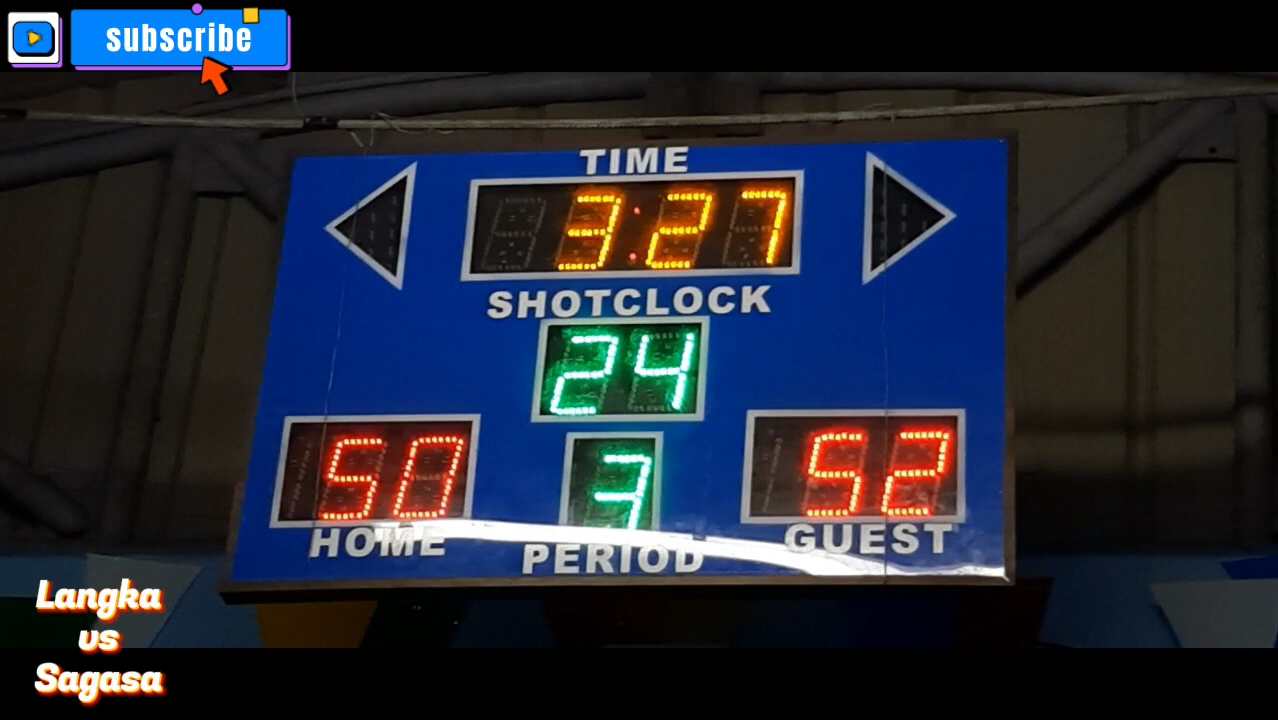 subscribe
TIME
3:27
SHOTCLOCK
24
50
3
52
HOME
PERIOD
GUEST
Langka
vs
Sagasa